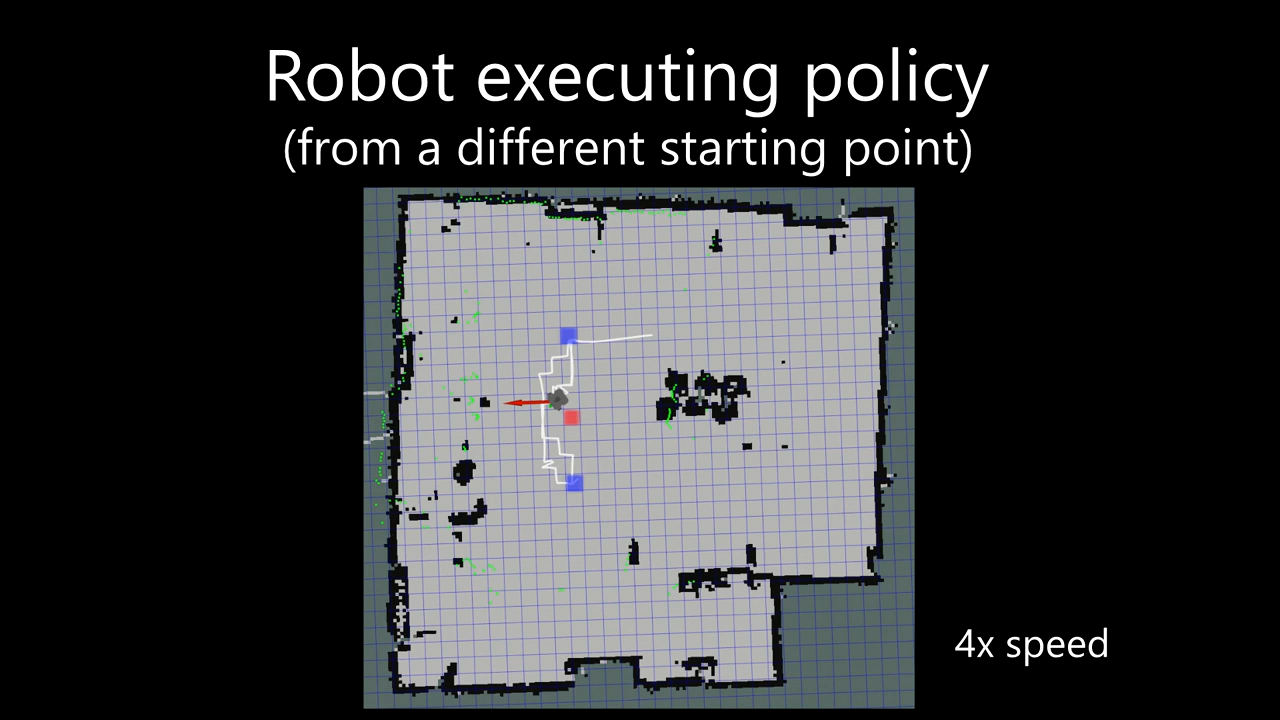 Robot executing policy
(from a different starting point)
4x speed